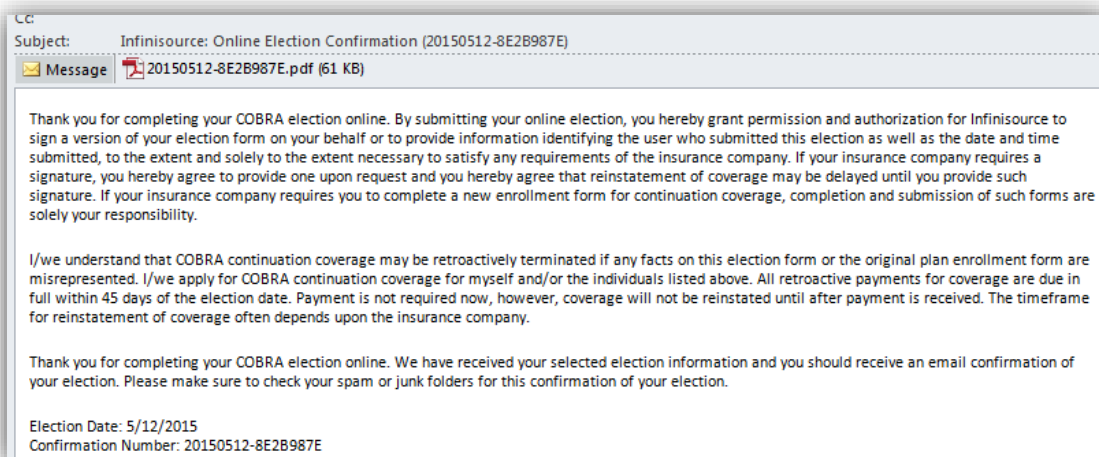 Cc:
Subject: Infinisource: Online Election Confirmation (20150512-8E2B987E)
Message 20150512-8E2B987E.pdf (61 KB)
Thank you for completing your COBRA election online. By submitting your online election, you hereby grant permission and authorization for Infinisource to
sign a version of your election form on your behalf or to provide information identifying the user who submitted this election as well as the date and time
submitted, to the extent and solely to the extent necessary to satisfy any requirements of the insurance company. If your insurance company requires a
signature, you hereby agree to provide one upon request and you hereby agree that reinstatement of coverage may be delayed until you provide such
signature. If your insurance company requires you to complete a new enrollment form for continuation coverage, completion and submission of such forms are
solely your responsibility.
I/we understand that COBRA continuation coverage may be retroactively terminated if any facts on this election form or the original plan enrollment form are
misrepresented. I/we apply for COBRA continuation coverage for myself and/or the individuals listed above. All retroactive payments for coverage are due in
full within 45 days of the election date. Payment is not required now, however, coverage will not be reinstated until after payment is received. The timeframe
for reinstatement of coverage often depends upon the insurance company.
Thank you for completing your COBRA election online. We have received your selected election information and you should receive an email confirmation of
your election. Please make sure to check your spam or junk folders for this confirmation of your election.
Election Date: 5/12/2015
Confirmation Number: 20150512-8E2B987E